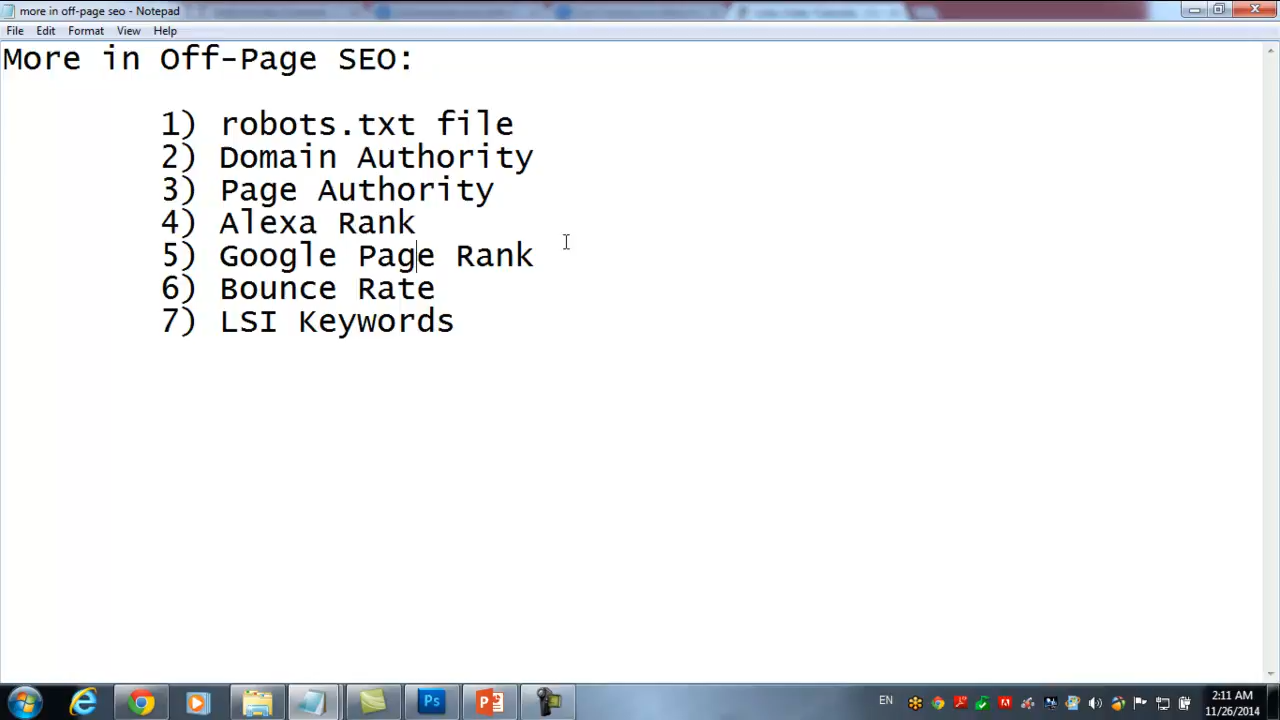 more in off-page seo - Notepad
File Edit Format View Help
More in Off-Page SEO:
1) robots.txt file
2) Domain Authority
3) Page Authority
4) Alexa Rank
5) Google Page Rank
6) Bounce Rate
7) LSI Keywords
Ps
EN
2:11 AM
11/26/2014